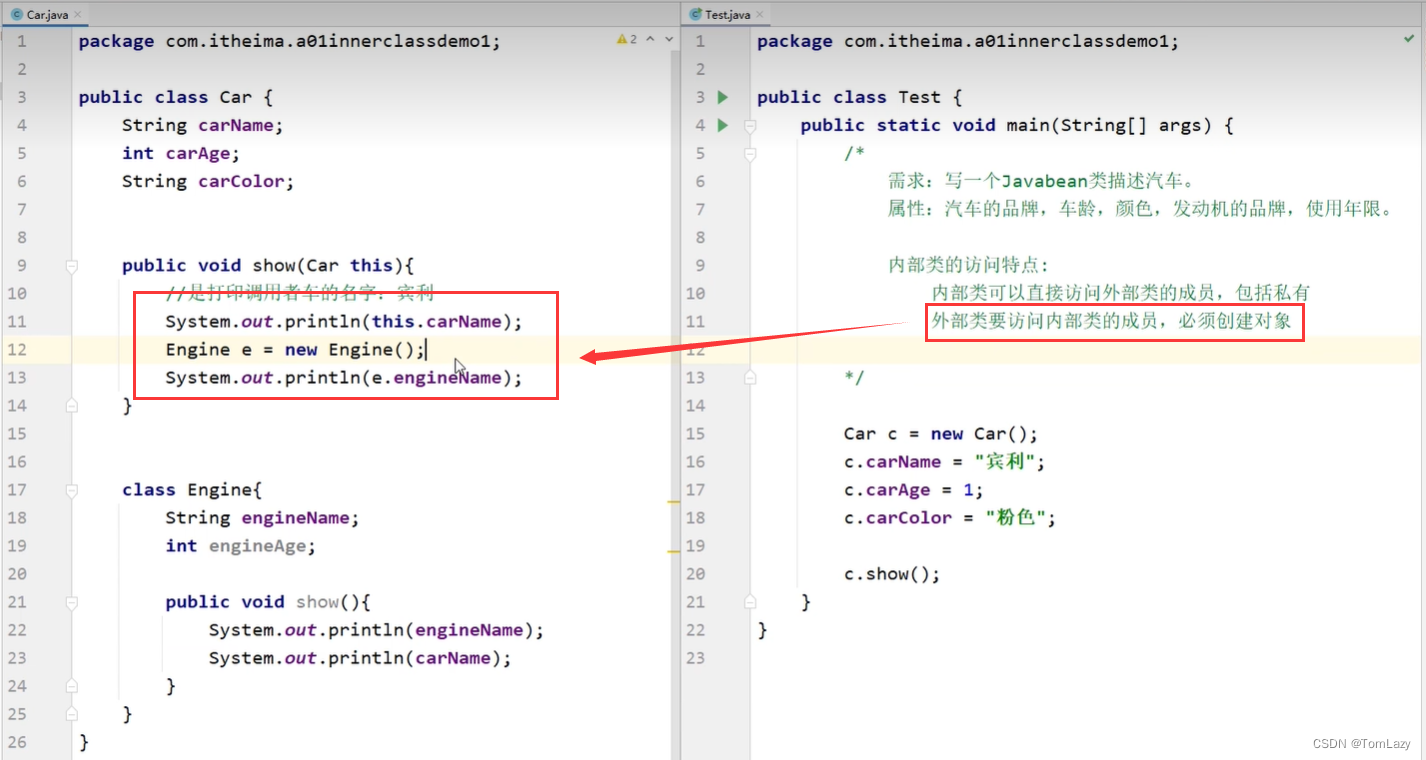 Car.java
1 package com.itheima.a01innerclassdemo1;
2
3 public class Car {
4 String carName;
5 int carAge;
6 String carColor;
7
8
9 public void show(Car this){
10 //是打印调用者车的名字：宾利
11 System.out.println(this.carName);
12 Engine e = new Engine();
13 System.out.println(e.engineName);
14 }
15
16
17 class Engine{
18 String engineName;
19 int engineAge;
20
21 public void show(){
22 System.out.println(engineName);
23 System.out.println(carName);
24 }
25 }
26 }
2
Test.java
1 package com.itheima.a01innerclassdemo1;
2
3 public class Test {
4 public static void main(String[] args) {
5 /*
6 需求：写一个Javabean类描述汽车。
7 属性：汽车的品牌，车龄，颜色，发动机的品牌，使用年限。
8
9 内部类的访问特点：
10 内部类可以直接访问外部类的成员，包括私有
11 外部类要访问内部类的成员，必须创建对象
12
13 */
14
15 Car c = new Car();
16 c.carName = "宾利";
17 c.carAge = 1;
18 c.carColor = "粉色";
19
20 c.show();
21 }
22 }
23
CSDN @TomLazy